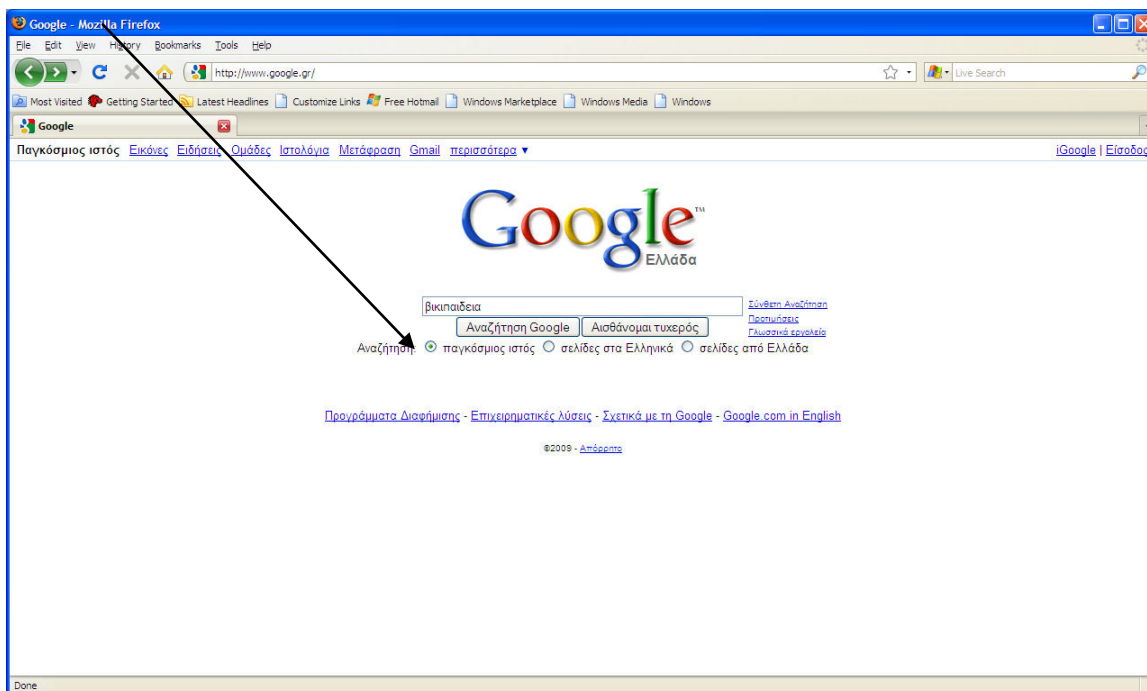 Google - Mozilla Firefox
File Edit View History Bookmarks Tools Help
http://www.google.gr/ Live Search
Most Visited Getting Started Latest Headlines Customize Links Free Hotmail Windows Marketplace Windows Media Windows
Google
Παγκόσμιος ιστός Εικόνες Ειδήσεις Ομάδες Ιστολόγια Μετάφραση Gmail περισσότερα ▼ iGoogle | Είσοδος
Google™
Ελλάδα
βικιπαιδεια Σύνθετη Αναζήτηση
Αναζήτηση Google Αισθάνομαι τυχερός Προτιμήσεις
Γλωσσικά εργαλεία
Αναζήτηση: παγκόσμιος ιστός σελίδες στα Ελληνικά σελίδες από Ελλάδα
Προγράμματα Διαφήμισης - Επιχειρηματικές λύσεις - Σχετικά με τη Google - Google.com in English
©2009 - Απόρρητο
Done